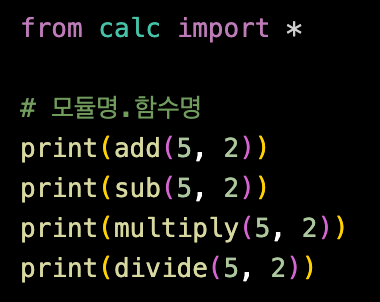 from calc import *
# 모듈명.함수명
print(add(5, 2))
print(sub(5, 2))
print(multiply(5, 2))
print(divide(5, 2))